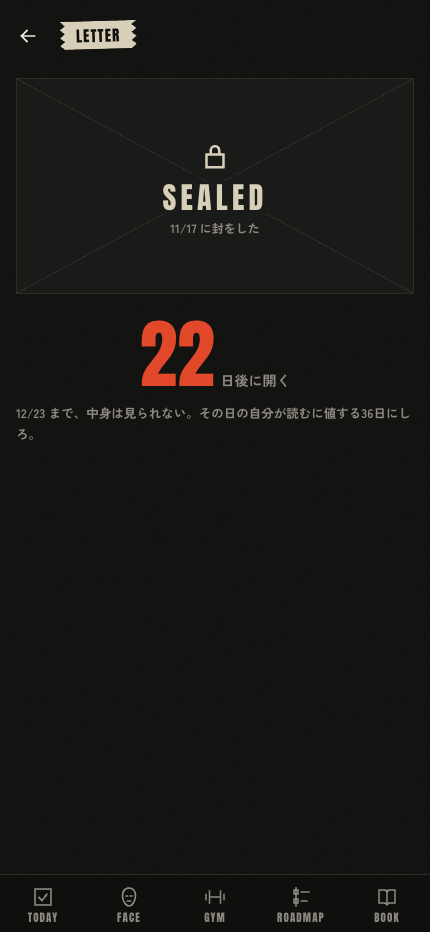 LETTER
SEALED
11/17 に封をした
22 日後に開く
12/23 まで、中身は見られない。その日の自分が読むに値する36日にし
ろ。
TODAY FACE GYM ROADMAP BOOK